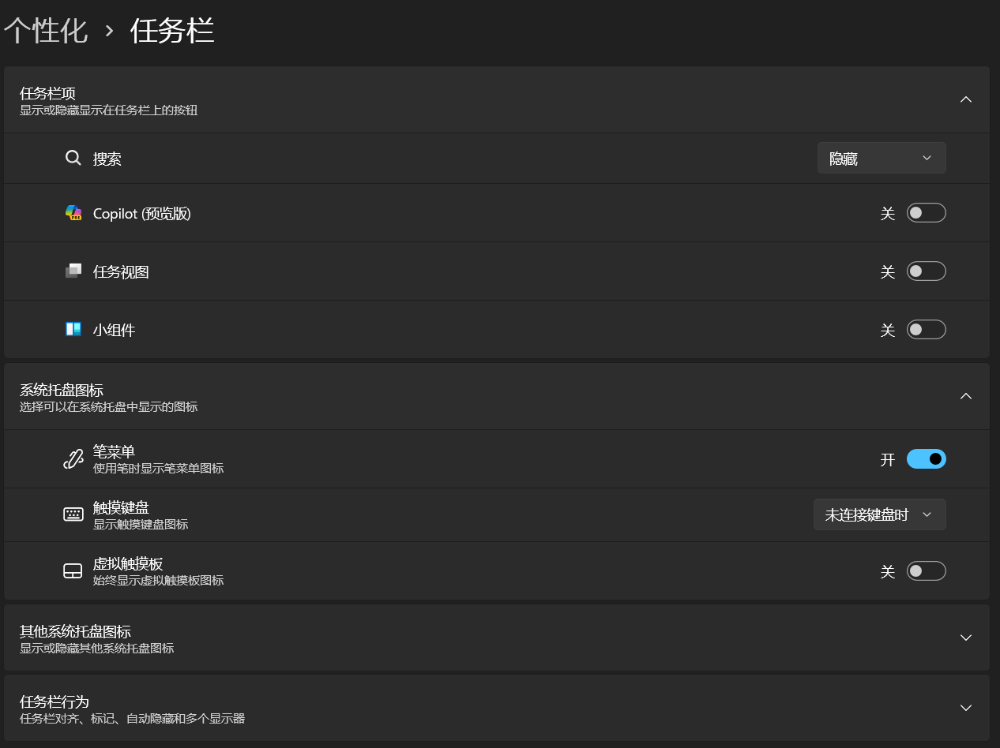 个性化 › 任务栏
任务栏项
显示或隐藏显示在任务栏上的按钮
搜索 隐藏
Copilot (预览版) 关
任务视图 关
小组件 关
系统托盘图标
选择可以在系统托盘中显示的图标
笔菜单
使用笔时显示笔菜单图标
开
触摸键盘
显示触摸键盘图标
未连接键盘时
虚拟触摸板
始终显示虚拟触摸板图标
关
其他系统托盘图标
显示或隐藏其他系统托盘图标
任务栏行为
任务栏对齐、标记、自动隐藏和多个显示器